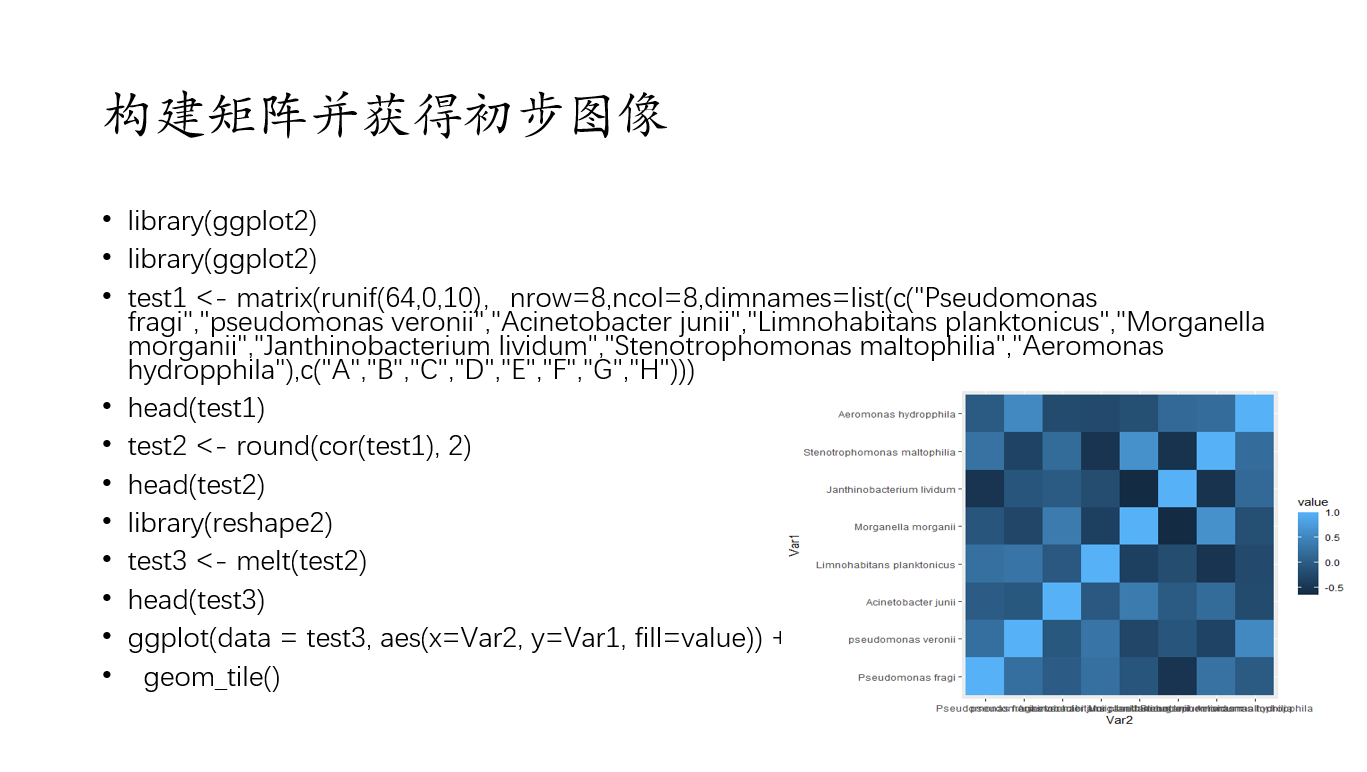 构建矩阵并获得初步图像
• library(ggplot2)
• library(ggplot2)
• test1 <- matrix(runif(64,0,10),   nrow=8,ncol=8,dimnames=list(c("Pseudomonas
fragi","pseudomonas veronii","Acinetobacter junii","Limnohabitans planktonicus","Morganella
morganii","Janthinobacterium lividum","Stenotrophomonas maltophilia","Aeromonas
hydropphila"),c("A","B","C","D","E","F","G","H")))
• head(test1)
• test2 <- round(cor(test1), 2)
• head(test2)
• library(reshape2)
• test3 <- melt(test2)
• head(test3)
• ggplot(data = test3, aes(x=Var2, y=Var1, fill=value)) +
• geom_tile()
Aeromonas hydropphila
Stenotrophomonas maltophilia
Janthinobacterium lividum
Morganella morganii
Limnohabitans planktonicus
Acinetobacter junii
pseudomonas veronii
Pseudomonas fragi
Var1
Var2
value
1.0
0.5
0.0
-0.5